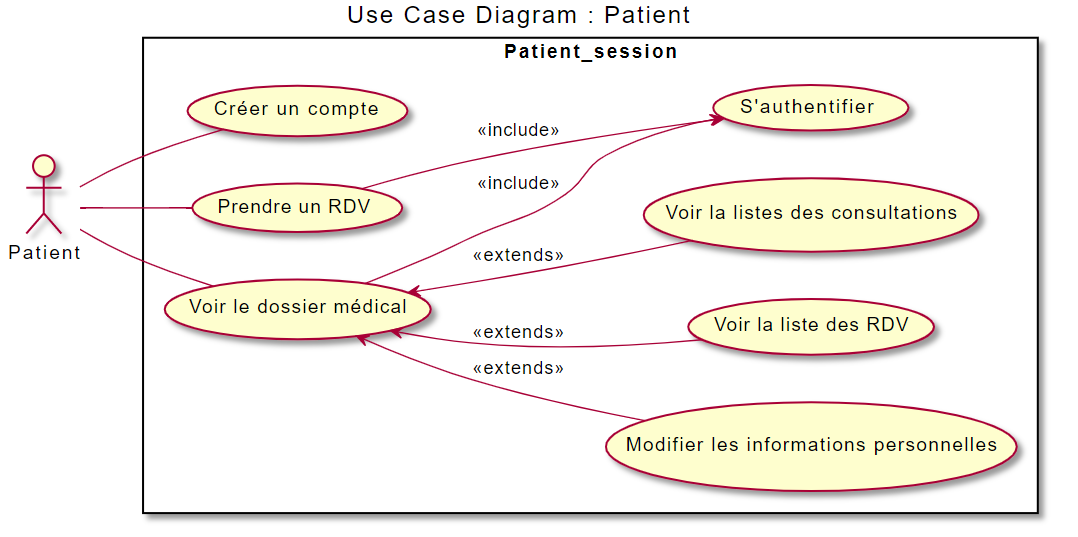 Use Case Diagram : Patient
Patient_session
Créer un compte
S'authentifier
«include»
«include»
Prendre un RDV
Voir la listes des consultations
Patient
«extends»
Voir le dossier médical
Voir la liste des RDV
«extends»
«extends»
Modifier les informations personnelles